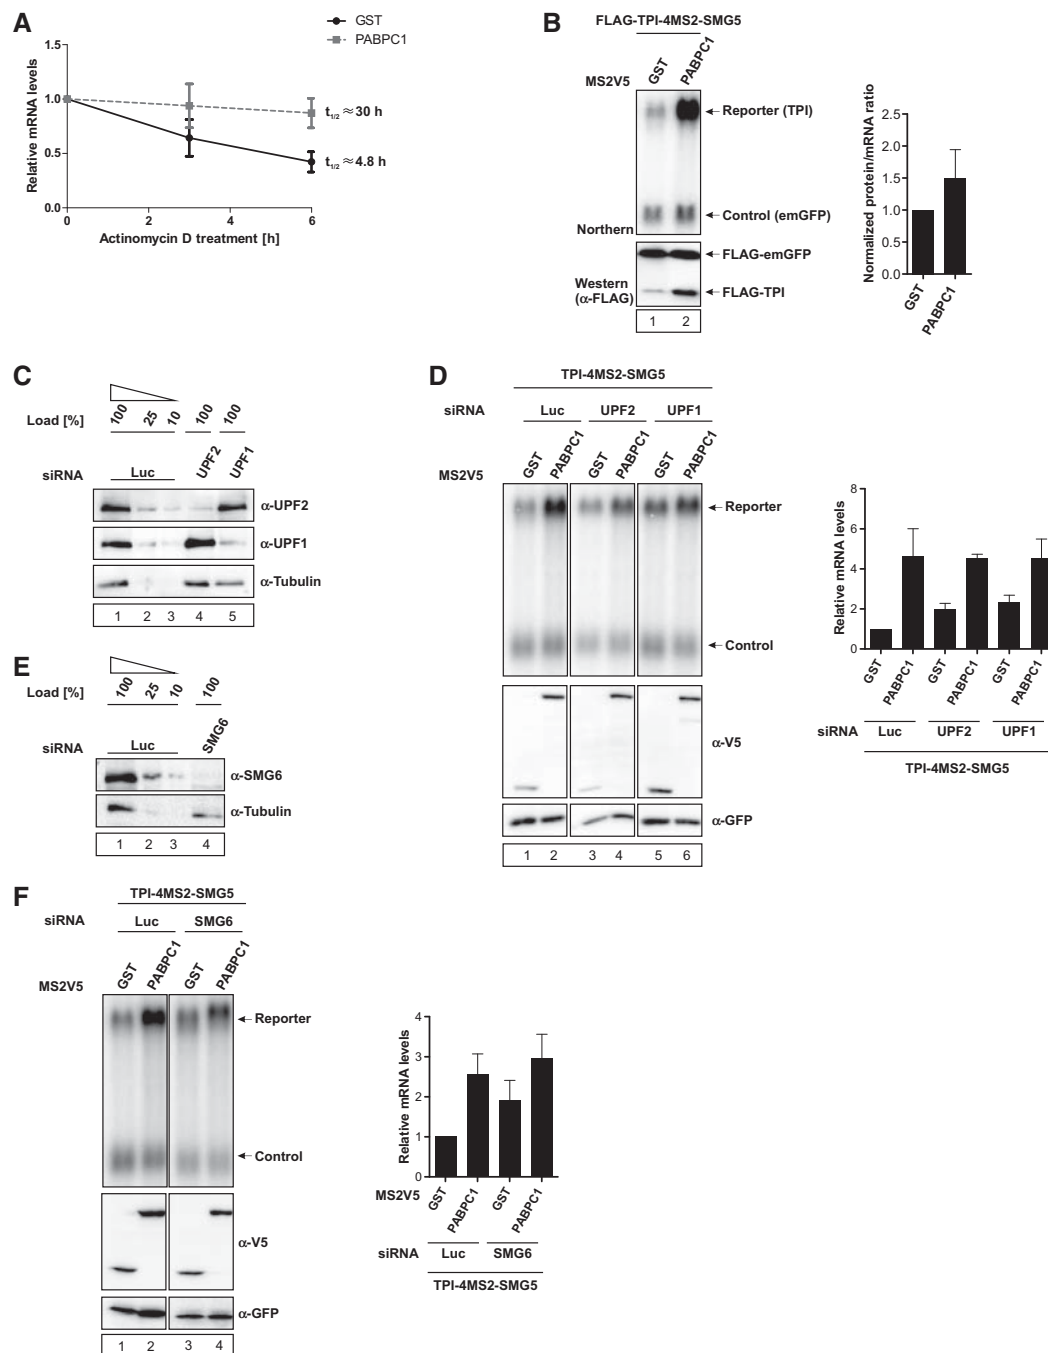 A
GST
PABPC1
Relative mRNA levels
1.5
1.0
0.5
0.0
t1/2 ≈ 30 h
t1/2 ≈ 4.8 h
0 2 4 6
Actinomycin D treatment [h]
B
FLAG-TPI-4MS2-SMG5
MS2V5
GST PABPC1
Reporter (TPI)
Control (emGFP)
Northern
FLAG-emGFP
Western
(α-FLAG)
FLAG-TPI
1 2
Normalized protein/mRNA ratio
2.5
2.0
1.5
1.0
0.5
0.0
GST PABPC1
C
Load [%]
100 25 10 100 100
siRNA
Luc UPF2 UPF1
α-UPF2
α-UPF1
α-Tubulin
1 2 3 4 5
D
TPI-4MS2-SMG5
siRNA
Luc UPF2 UPF1
MS2V5
GST PABPC1 GST PABPC1 GST PABPC1
Reporter
Control
α-V5
α-GFP
1 2 3 4 5 6
Relative mRNA levels
8
6
4
2
0
GST PABPC1 GST PABPC1 GST PABPC1
siRNA Luc UPF2 UPF1
TPI-4MS2-SMG5
E
Load [%]
100 25 10 100
siRNA
Luc SMG6
α-SMG6
α-Tubulin
1 2 3 4
F
TPI-4MS2-SMG5
siRNA
Luc SMG6
MS2V5
GST PABPC1 GST PABPC1
Reporter
Control
α-V5
α-GFP
1 2 3 4
Relative mRNA levels
4
3
2
1
0
MS2V5
GST PABPC1 GST PABPC1
siRNA Luc SMG6
TPI-4MS2-SMG5